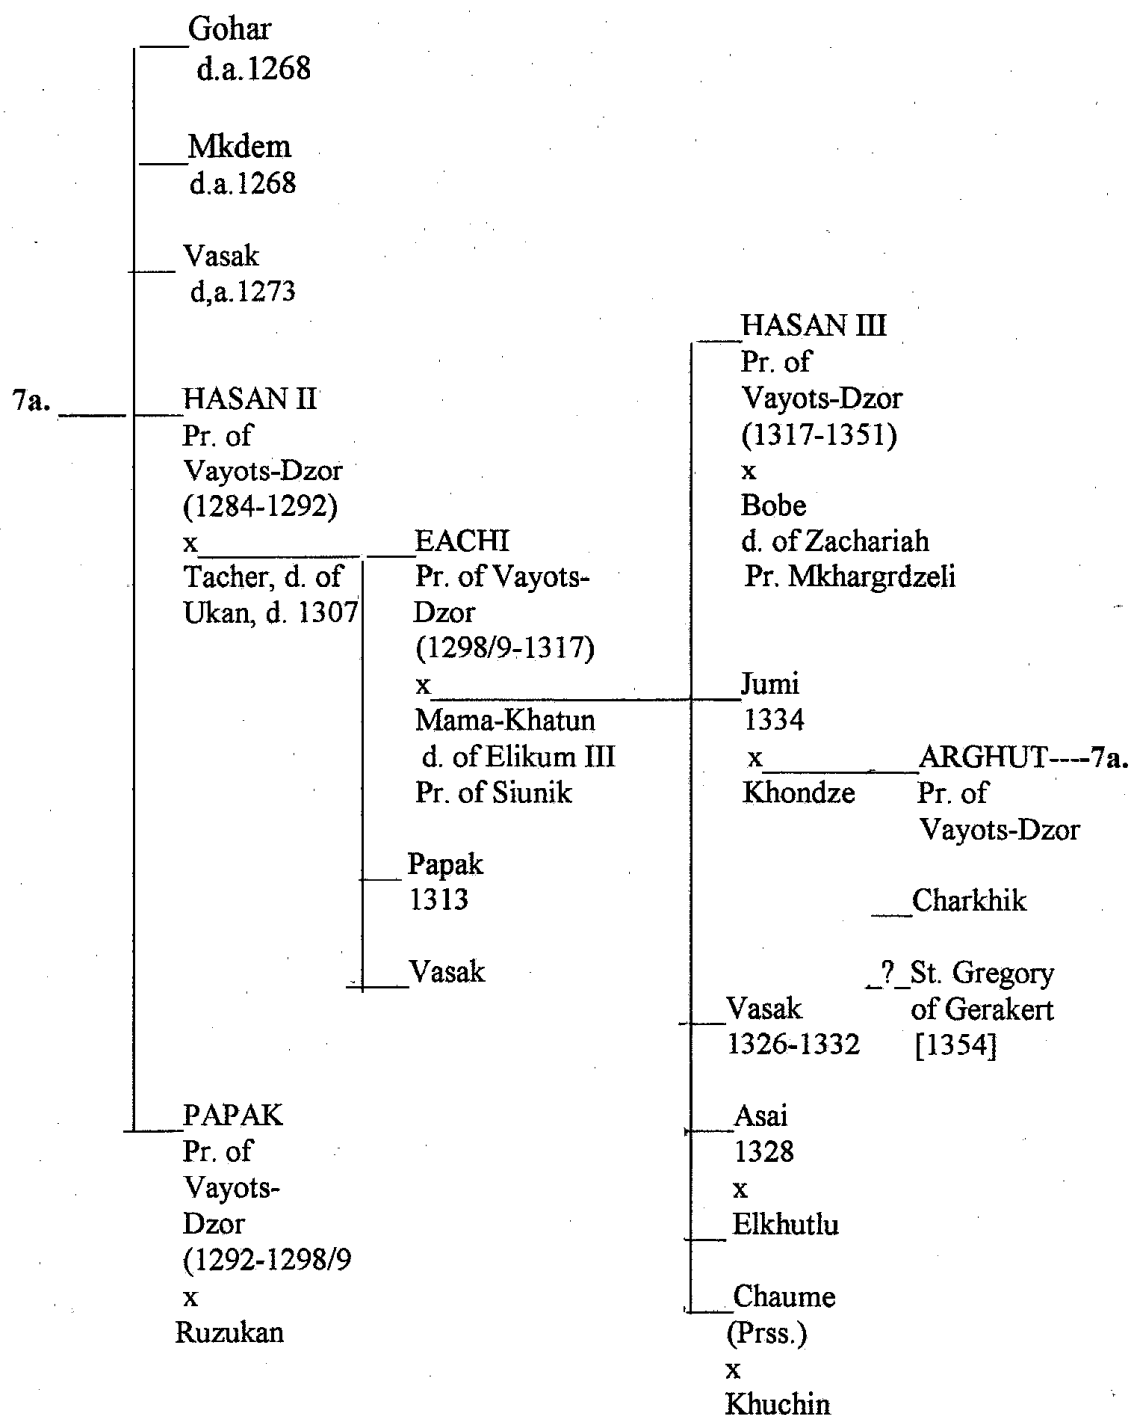 Gohar
d.a.1268
Mkdem
d.a.1268
Vasak
d,a.1273
7a.
HASAN II
Pr. of
Vayots-Dzor
(1284-1292)
x
Tacher, d. of
Ukan, d. 1307
EACHI
Pr. of Vayots-
Dzor
(1298/9-1317)
x
Mama-Khatun
d. of Elikum III
Pr. of Siunik
Papak
1313
Vasak
PAPAK
Pr. of
Vayots-
Dzor
(1292-1298/9
x
Ruzukan
HASAN III
Pr. of
Vayots-Dzor
(1317-1351)
x
Bobe
d. of Zachariah
Pr. Mkhargrdzeli
Jumi
1334
x
Khondze
ARGHUT----7a.
Pr. of
Vayots-Dzor
Charkhik
_?_St. Gregory
of Gerakert
[1354]
Vasak
1326-1332
Asai
1328
x
Elkhutlu
Chaume
(Prss.)
x
Khuchin